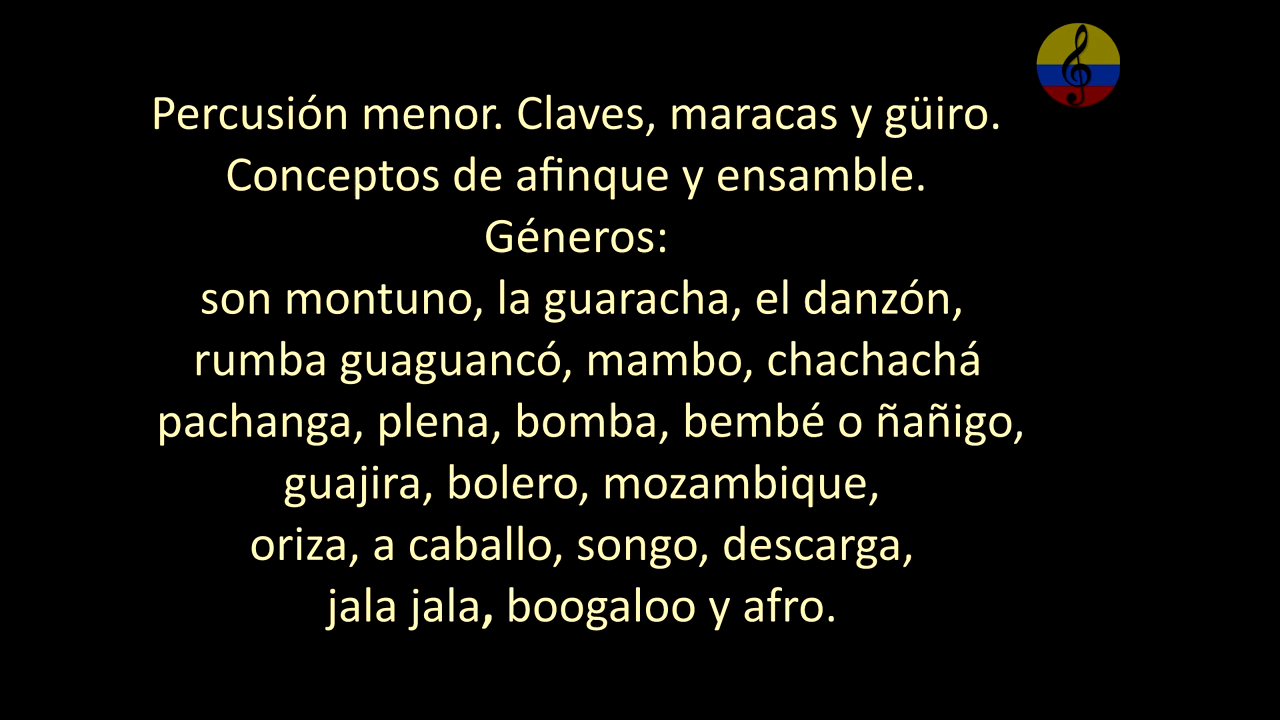 Percusión menor. Claves, maracas y güiro.
Conceptos de afinque y ensamble.
Géneros:
son montuno, la guaracha, el danzón,
rumba guaguancó, mambo, chachachá
pachanga, plena, bomba, bembé o ñañigo,
guajira, bolero, mozambique,
oriza, a caballo, songo, descarga,
jala jala, boogaloo y afro.